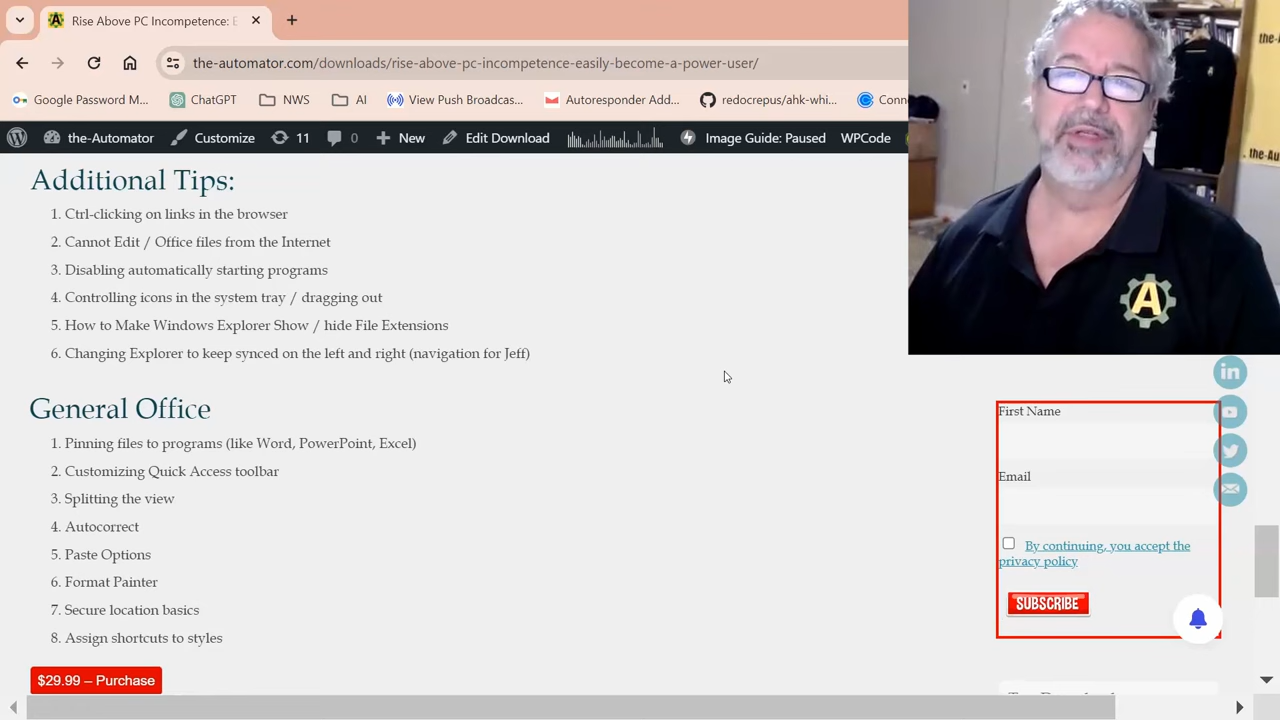 Rise Above PC Incompetence: E
the-automator.com/downloads/rise-above-pc-incompetence-easily-become-a-power-user/
Google Password M... ChatGPT NWS AI View Push Broadcas... Autoresponder Add... redocrepus/ahk-whi... Conn
the-Automator Customize 11 0 New Edit Download Image Guide: Paused WPCode
Additional Tips:
1. Ctrl-clicking on links in the browser
2. Cannot Edit / Office files from the Internet
3. Disabling automatically starting programs
4. Controlling icons in the system tray / dragging out
5. How to Make Windows Explorer Show / hide File Extensions
6. Changing Explorer to keep synced on the left and right (navigation for Jeff)
General Office
1. Pinning files to programs (like Word, PowerPoint, Excel)
2. Customizing Quick Access toolbar
3. Splitting the view
4. Autocorrect
5. Paste Options
6. Format Painter
7. Secure location basics
8. Assign shortcuts to styles
$29.99 – Purchase
the-
the-Au
A
in
First Name
Email
By continuing, you accept the
privacy policy
SUBSCRIBE